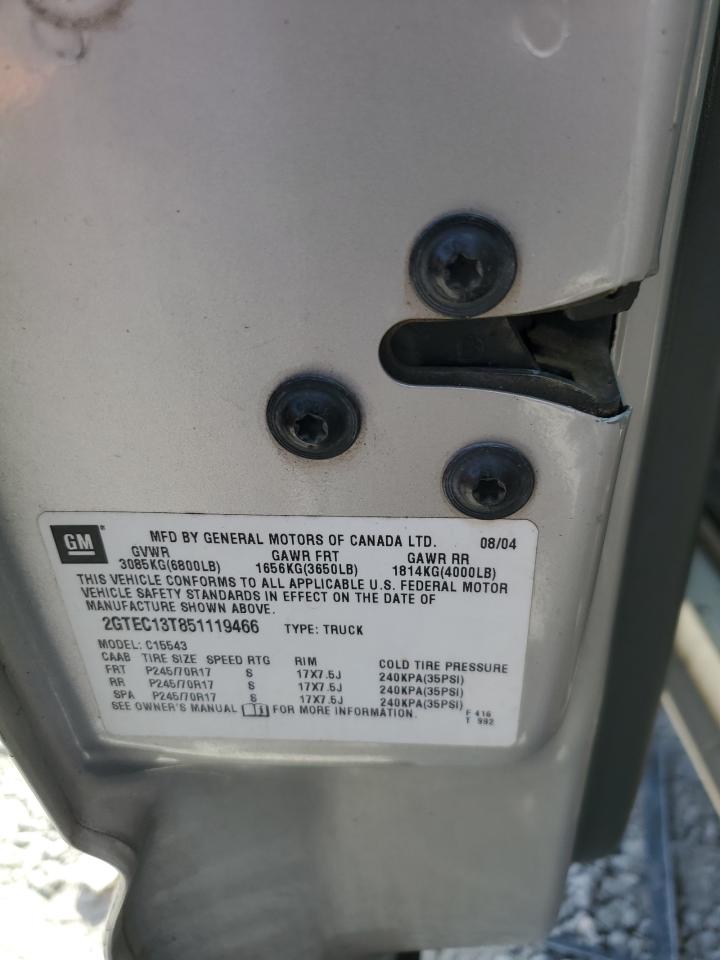 GM ® MFD BY GENERAL MOTORS OF CANADA LTD. 08/04
GVWR GAWR FRT GAWR RR
3085KG(6800LB) 1656KG(3650LB) 1814KG(4000LB)
THIS VEHICLE CONFORMS TO ALL APPLICABLE U.S. FEDERAL MOTOR
VEHICLE SAFETY STANDARDS IN EFFECT ON THE DATE OF
MANUFACTURE SHOWN ABOVE.
2GTEC13T851119466 TYPE: TRUCK
MODEL: C15543
CAAB TIRE SIZE SPEED RTG RIM COLD TIRE PRESSURE
FRT P245/70R17 S 17X7.5J 240KPA(35PSI)
RR P245/70R17 S 17X7.5J 240KPA(35PSI)
SPA P245/70R17 S 17X7.5J 240KPA(35PSI)
SEE OWNER'S MANUAL FOR MORE INFORMATION. F 416
T 992